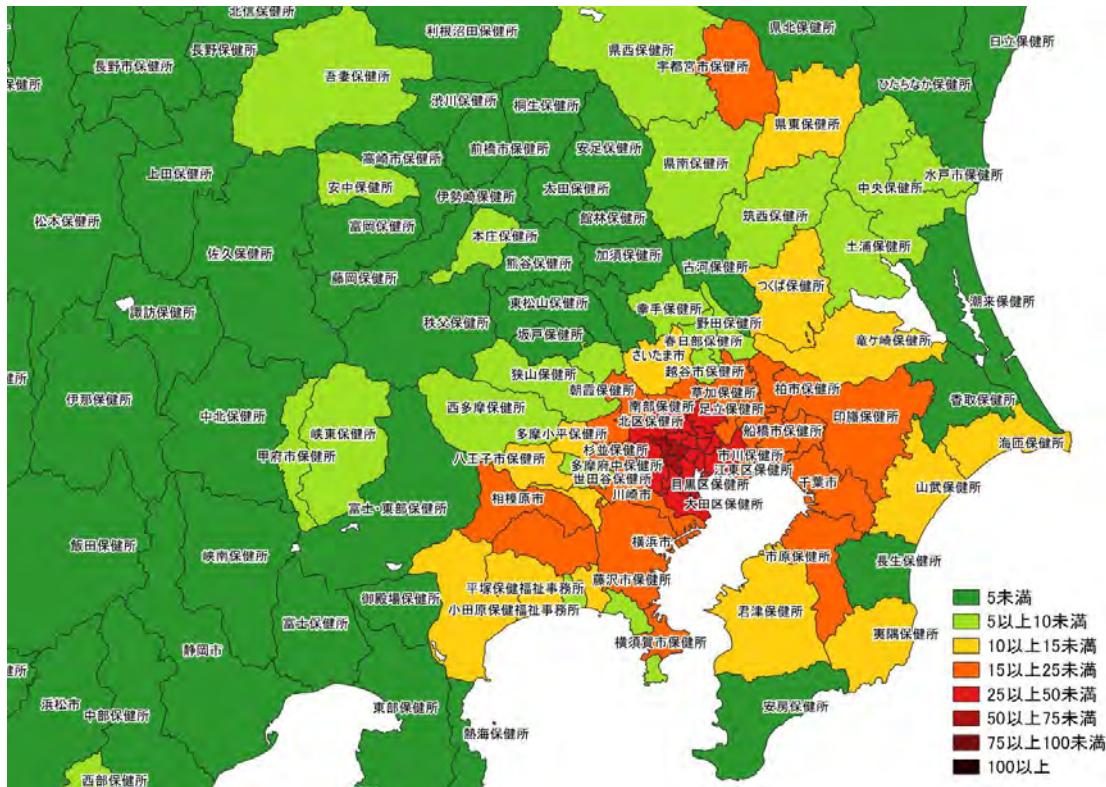 北信保健所
利根沼田保健所
県北保健所
日立保健所
長野保健所
県西保健所
長野市保健所
宇都宮市保健所
吾妻保健所
健所
ひたちなか保健所
渋川保健所
桐生保健所
県東保健所
前橋市保健所
安足保健所
高崎市保健所
県南保健所
上田保健所
水戸市保健所
中央保健所
安中保健所
伊勢崎保健所
太田保健所
松本保健所
富岡保健所
館林保健所
筑西保健所
本庄保健所
土浦保健所
佐久保健所
熊谷保健所
加須保健所
古河保健所
藤岡保健所
つくば保健所
東松山保健所
潮来保健所
諏訪保健所
幸手保健所
秩父保健所
野田保健所
坂戸保健所
春日部保健所
竜ケ崎保健所
さいたま市
越谷市保健所
狭山保健所
健所
朝霞保健所
草加保健所
柏市保健所
伊那保健所
香取保健所
南部保健所
足立保健所
西多摩保健所
中北保健所
印旛保健所
北区保健所
峡東保健所
多摩小平保健所
船橋市保健所
海匝保健所
杉並保健所
甲府市保健所
八王子市保健所
市川保健所
多摩府中保健所
江東区保健所
世田谷保健所
千葉市
目黒区保健所
山武保健所
川崎市
相模原市
大田区保健所
富士・東部保健所
飯田保健所
横浜市
峡南保健所
市原保健所
長生保健所
藤沢市保健所
平塚保健福祉事務所
御殿場保健所
5未満
小田原保健福祉事務所
君津保健所
5以上10未満
富士保健所
夷隅保健所
横須賀市保健所
10以上15未満
静岡市
15以上25未満
健所
25以上50未満
浜松市
東部保健所
安房保健所
中部保健所
50以上75未満
熱海保健所
75以上100未満
100以上
西部保健所